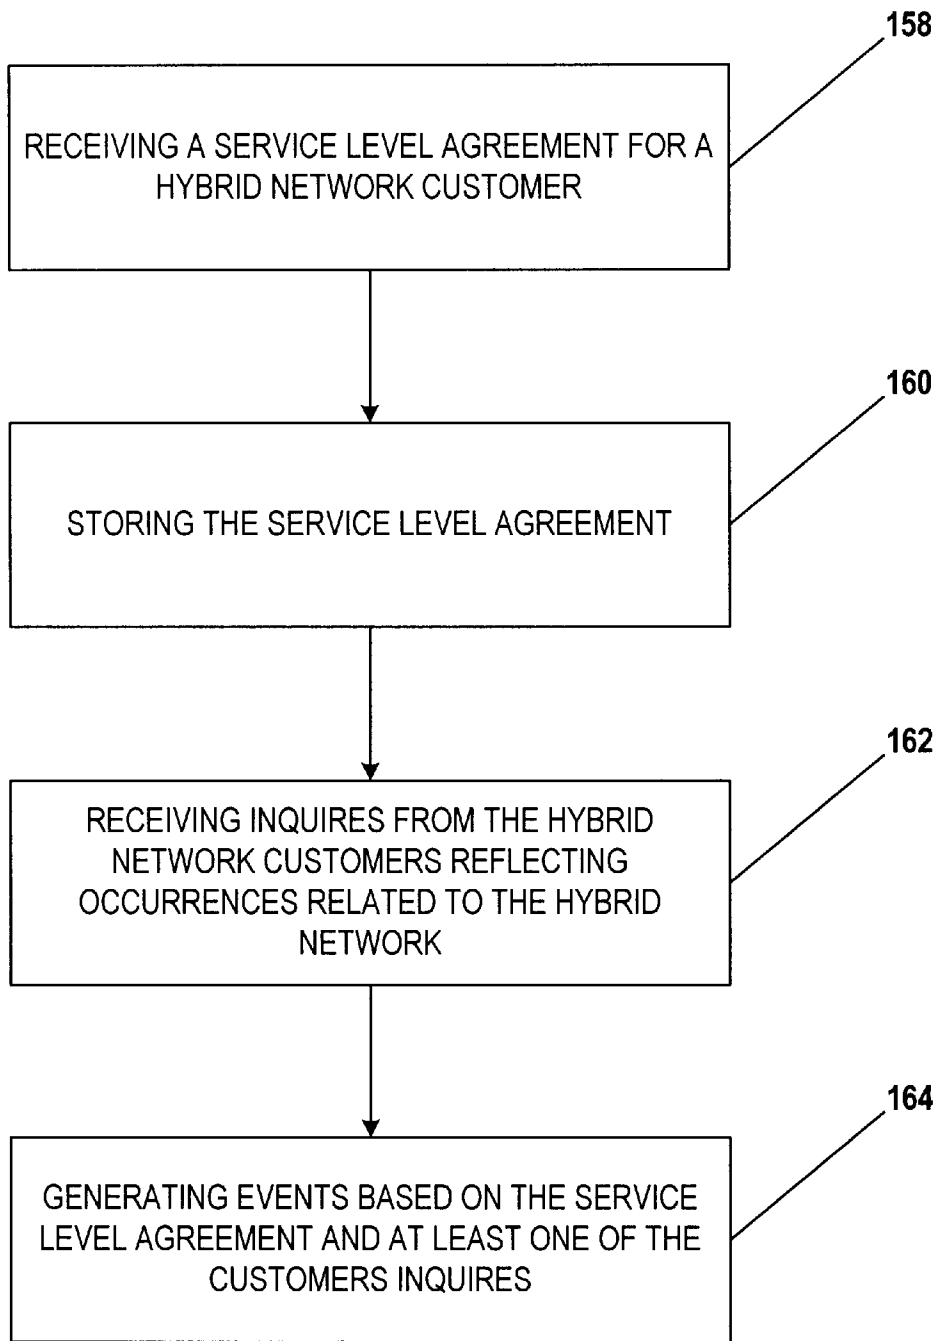 158
RECEIVING A SERVICE LEVEL AGREEMENT FOR A
HYBRID NETWORK CUSTOMER
160
STORING THE SERVICE LEVEL AGREEMENT
162
RECEIVING INQUIRES FROM THE HYBRID
NETWORK CUSTOMERS REFLECTING
OCCURRENCES RELATED TO THE HYBRID
NETWORK
164
GENERATING EVENTS BASED ON THE SERVICE
LEVEL AGREEMENT AND AT LEAST ONE OF THE
CUSTOMERS INQUIRES